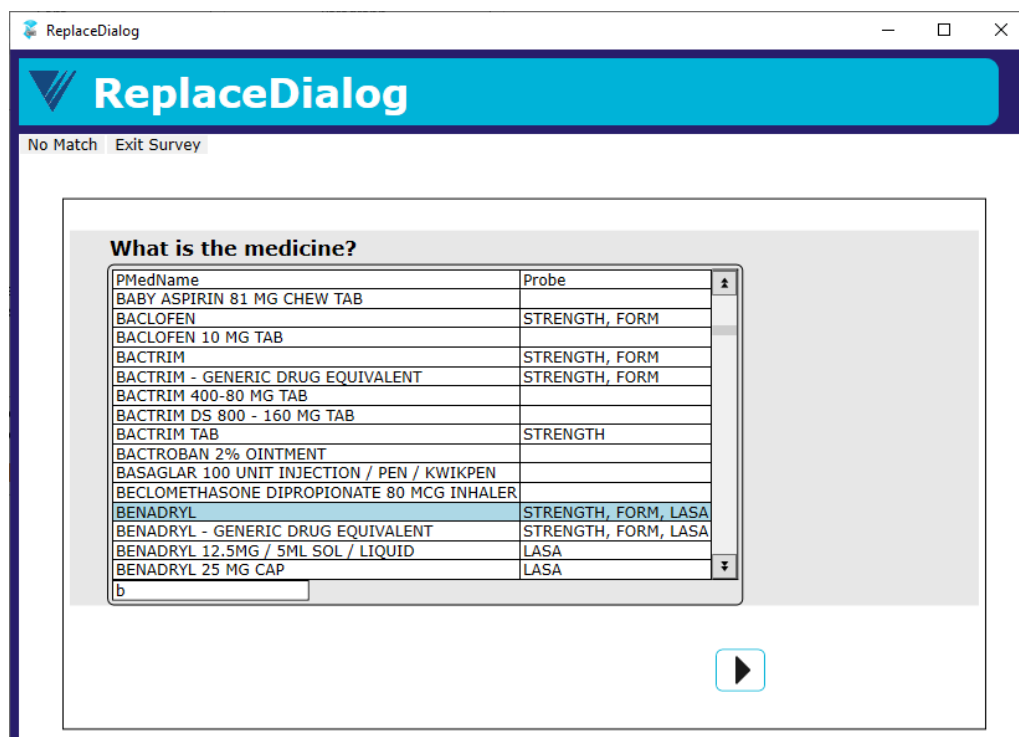 ReplaceDialog
ReplaceDialog
No Match Exit Survey
What is the medicine?
PMedName Probe
BABY ASPIRIN 81 MG CHEW TAB
BACLOFEN STRENGTH, FORM
BACLOFEN 10 MG TAB
BACTRIM STRENGTH, FORM
BACTRIM - GENERIC DRUG EQUIVALENT STRENGTH, FORM
BACTRIM 400-80 MG TAB
BACTRIM DS 800 - 160 MG TAB
BACTRIM TAB STRENGTH
BACTROBAN 2% OINTMENT
BASAGLAR 100 UNIT INJECTION / PEN / KWIKPEN
BECLOMETHASONE DIPROPIONATE 80 MCG INHALER
BENADRYL STRENGTH, FORM, LASA
BENADRYL - GENERIC DRUG EQUIVALENT STRENGTH, FORM, LASA
BENADRYL 12.5MG / 5ML SOL / LIQUID LASA
BENADRYL 25 MG CAP LASA
b